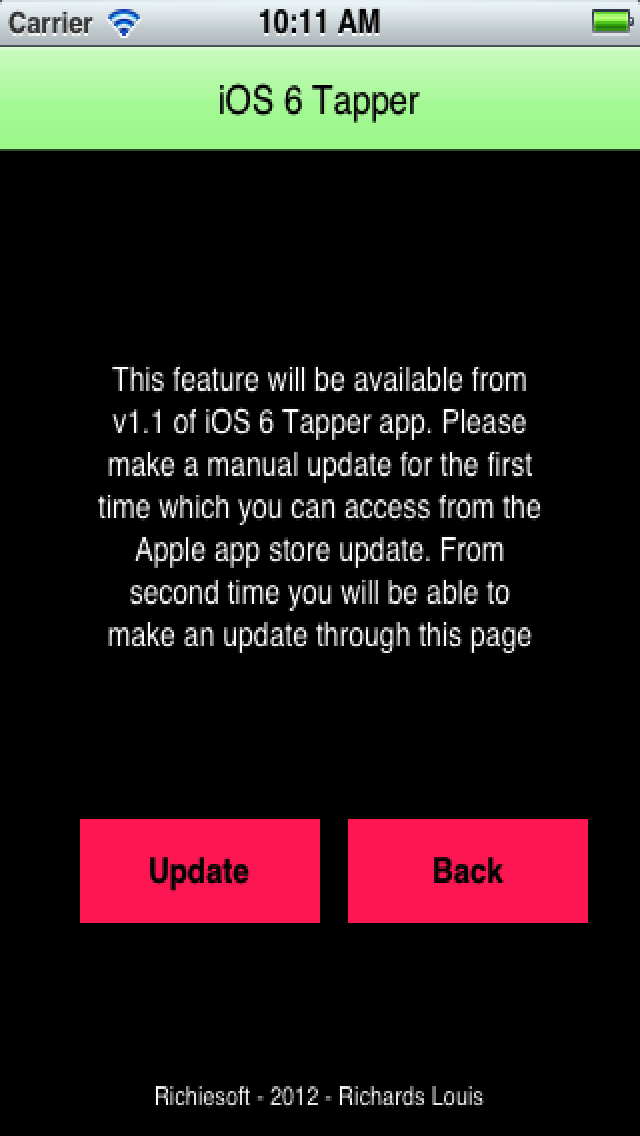 Carrier 10:11 AM
iOS 6 Tapper
This feature will be available from
v1.1 of iOS 6 Tapper app. Please
make a manual update for the first
time which you can access from the
Apple app store update. From
second time you will be able to
make an update through this page
Update Back
Richiesoft - 2012 - Richards Louis